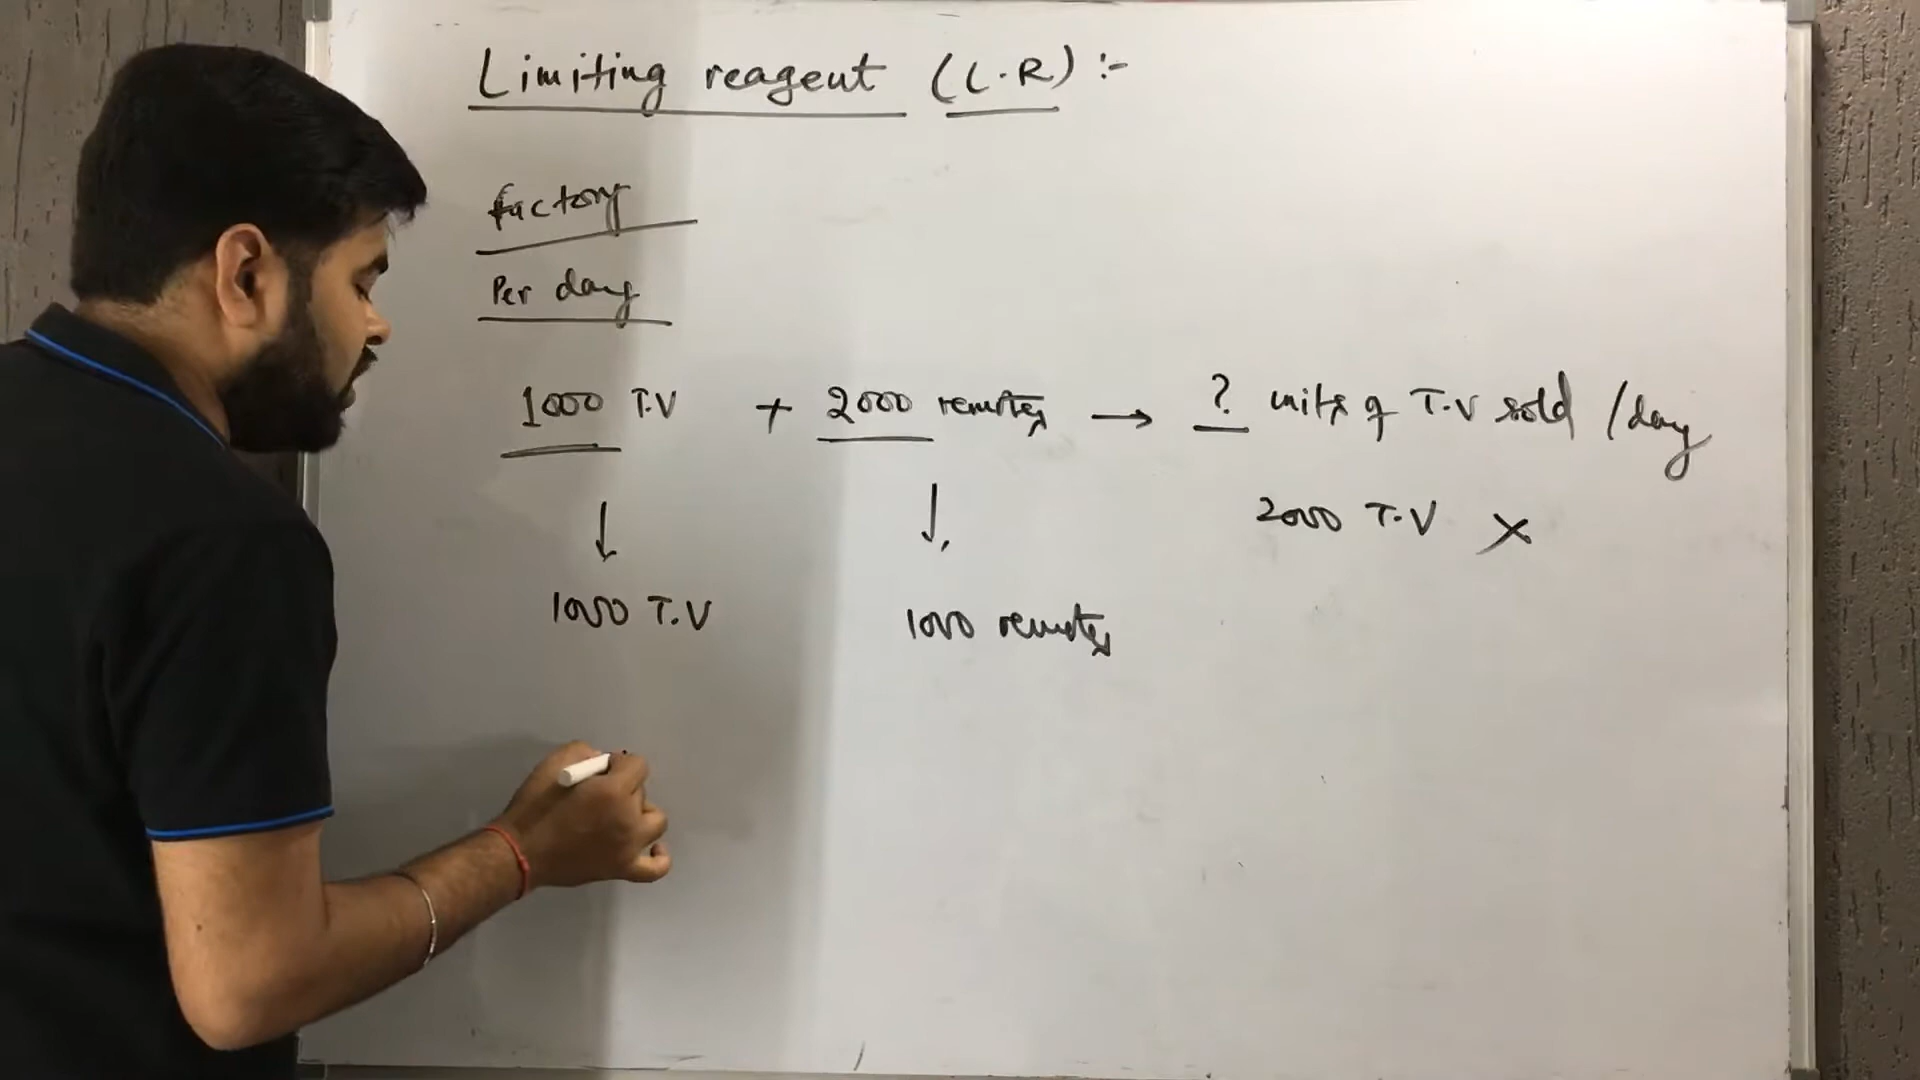 Limiting reagent (L.R) :-
factory
Per day
1000 T.V + 2000 remotes → ? units of T.V sold / day
↓ ↓ 2000 T.V X
1000 T.V 1000 remotes